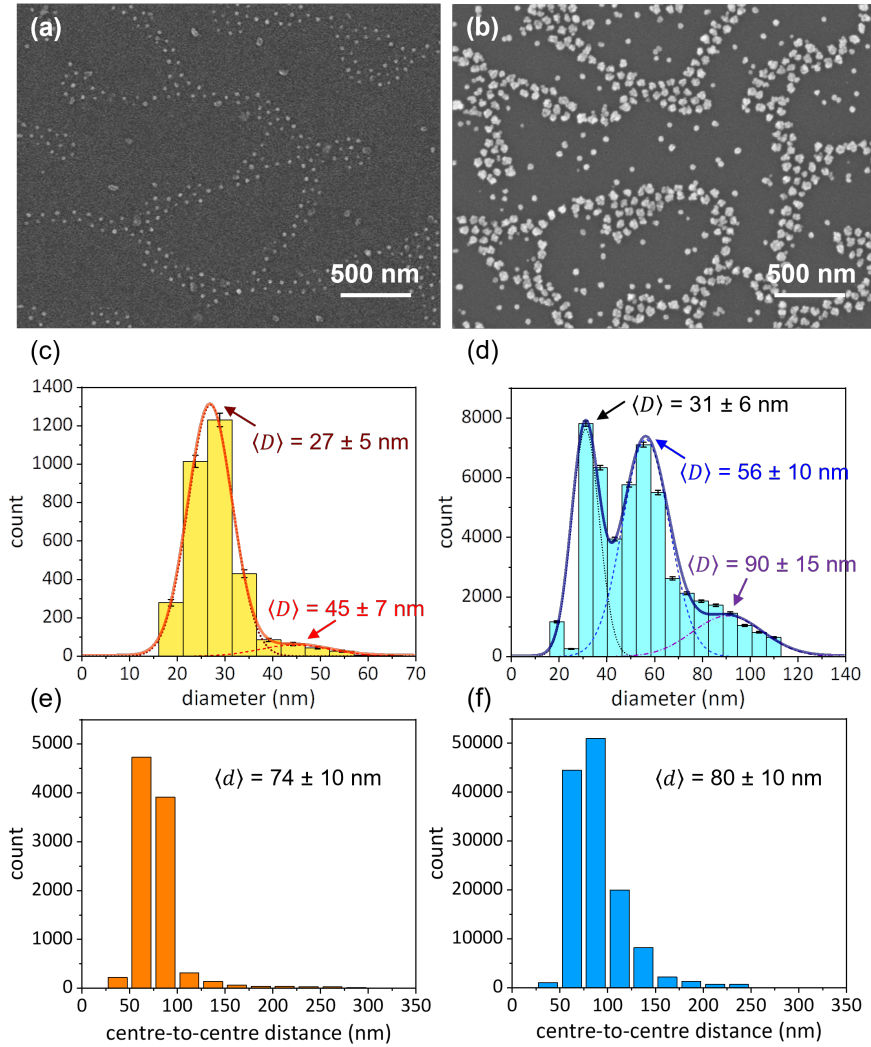 (a)
500 nm
(b)
500 nm
(c)
1400
1200
1000
800
600
400
200
0
count
⟨D⟩ = 27 ± 5 nm
⟨D⟩ = 45 ± 7 nm
0 10 20 30 40 50 60 70
diameter (nm)
(d)
8000
6000
4000
2000
0
count
⟨D⟩ = 31 ± 6 nm
⟨D⟩ = 56 ± 10 nm
⟨D⟩ = 90 ± 15 nm
0 20 40 60 80 100 120 140
diameter (nm)
(e)
5000
4000
3000
2000
1000
0
count
⟨d⟩ = 74 ± 10 nm
0 50 100 150 200 250 300 350
centre-to-centre distance (nm)
(f)
50000
40000
30000
20000
10000
0
count
⟨d⟩ = 80 ± 10 nm
0 50 100 150 200 250 300 350
centre-to-centre distance (nm)